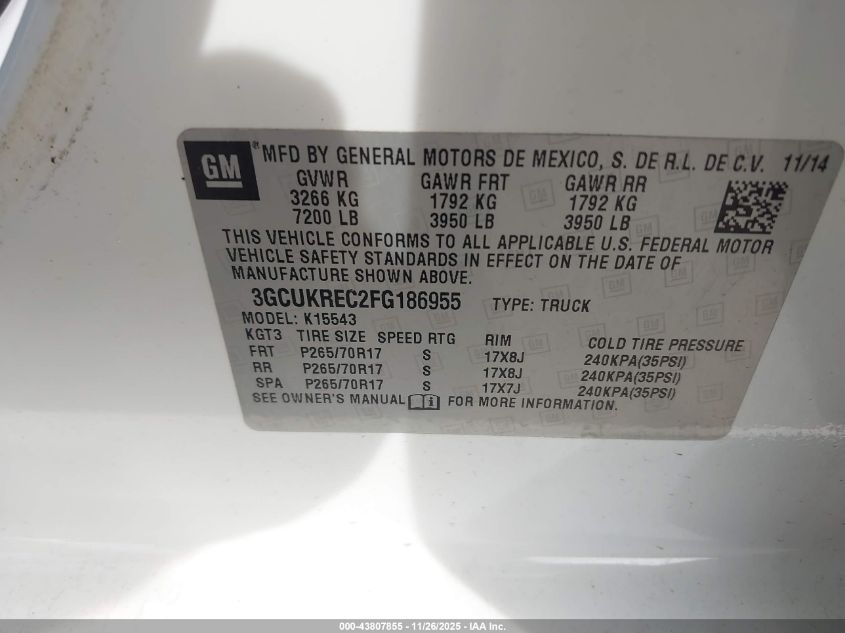 GM® MFD BY GENERAL MOTORS DE MEXICO, S. DE R.L. DE C.V. 11/14
GVWR GAWR FRT GAWR RR
3266 KG 1792 KG 1792 KG
7200 LB 3950 LB 3950 LB
THIS VEHICLE CONFORMS TO ALL APPLICABLE U.S. FEDERAL MOTOR
VEHICLE SAFETY STANDARDS IN EFFECT ON THE DATE OF
MANUFACTURE SHOWN ABOVE.
3GCUKREC2FG186955 TYPE: TRUCK
MODEL: K15543
KGT3 TIRE SIZE SPEED RTG RIM COLD TIRE PRESSURE
FRT P265/70R17 S 17X8J 240KPA(35PSI)
RR P265/70R17 S 17X8J 240KPA(35PSI)
SPA P265/70R17 S 17X7J 240KPA(35PSI)
SEE OWNER'S MANUAL i FOR MORE INFORMATION.
000-43807855 - 11/26/2025 - IAA Inc.